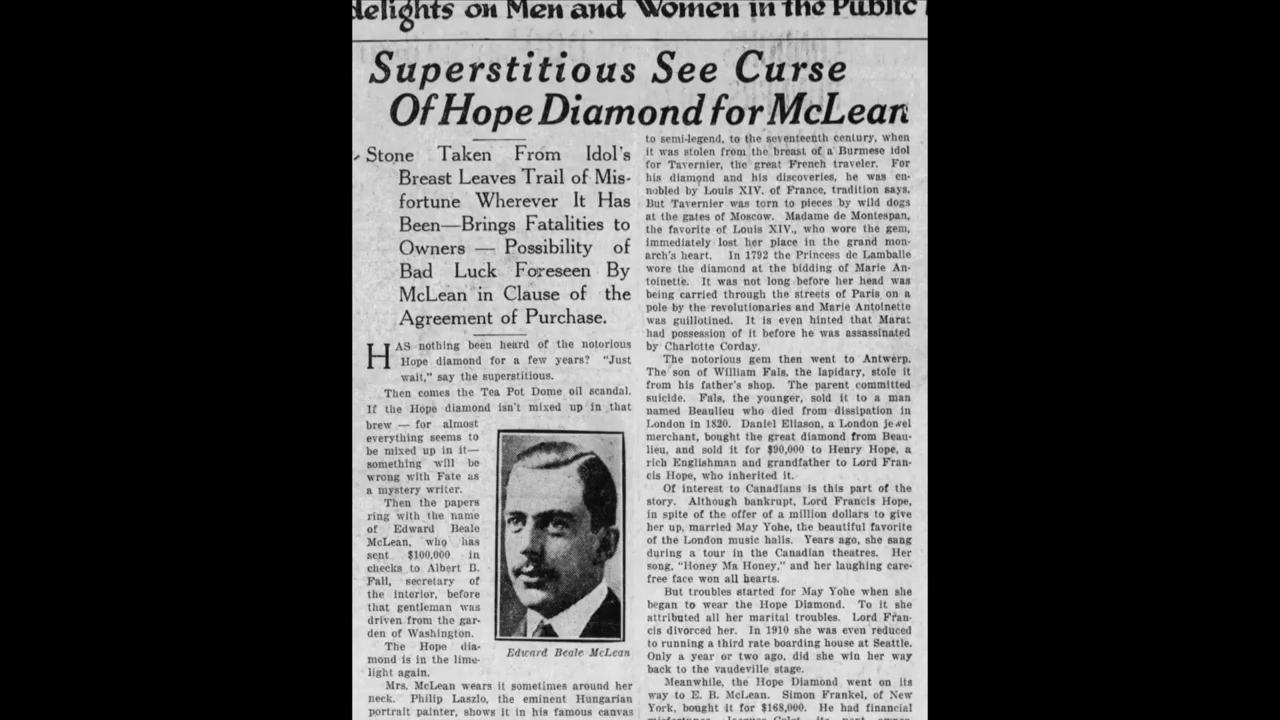 delights on Men and Women in the Public
Superstitious See Curse
Of Hope Diamond for McLean
Stone Taken From Idol's
Breast Leaves Trail of Mis-
fortune Wherever It Has
Been—Brings Fatalities to
Owners — Possibility of
Bad Luck Foreseen By
McLean in Clause of the
Agreement of Purchase.
HAS nothing been heard of the notorious
Hope diamond for a few years? "Just
wait," say the superstitious.
Then comes the Tea Pot Dome oil scandal.
If the Hope diamond isn't mixed up in that
brew — for almost
everything seems to
be mixed up in it—
something will be
wrong with Fate as
a mystery writer.
Then the papers
ring with the name
of Edward Beale
McLean, who has
sent $100,000 in
checks to Albert B.
Fall, secretary of
the interior, before
that gentleman was
driven from the gar-
den of Washington.
The Hope dia-
mond is in the lime-
light again.
Edward Beale McLean
Mrs. McLean wears it sometimes around her
neck. Philip Laszlo, the eminent Hungarian
portrait painter, shows it in his famous canvas
to semi-legend, to the seventeenth century, when
it was stolen from the breast of a Burmese idol
for Tavernier, the great French traveler. For
his diamond and his discoveries, he was en-
nobled by Louis XIV. of France, tradition says.
But Tavernier was torn to pieces by wild dogs
at the gates of Moscow. Madame de Montespan,
the favorite of Louis XIV., who wore the gem,
immediately lost her place in the grand mon-
arch's heart. In 1792 the Princess de Lamballe
wore the diamond at the bidding of Marie An-
toinette. It was not long before her head was
being carried through the streets of Paris on a
pole by the revolutionaries and Marie Antoinette
was guillotined. It is even hinted that Marat
had possession of it before he was assassinated
by Charlotte Corday.
The notorious gem then went to Antwerp.
The son of William Fals, the lapidary, stole it
from his father's shop. The parent committed
suicide. Fals, the younger, sold it to a man
named Beaulieu who died from dissipation in
London in 1820. Daniel Eliason, a London jewel
merchant, bought the great diamond from Beau-
lieu, and sold it for $90,000 to Henry Hope, a
rich Englishman and grandfather to Lord Fran-
cis Hope, who inherited it.
Of interest to Canadians is this part of the
story. Although bankrupt, Lord Francis Hope,
in spite of the offer of a million dollars to give
her up, married May Yohe, the beautiful favorite
of the London music halls. Years ago, she sang
during a tour in the Canadian theatres. Her
song, "Honey Ma Honey," and her laughing care-
free face won all hearts.
But troubles started for May Yohe when she
began to wear the Hope Diamond. To it she
attributed all her marital troubles. Lord Fran-
cis divorced her. In 1910 she was even reduced
to running a third rate boarding house at Seattle.
Only a year or two ago, did she win her way
back to the vaudeville stage.
Meanwhile, the Hope Diamond went on its
way to E. B. McLean. Simon Frankel, of New
York, bought it for $168,000. He had financial